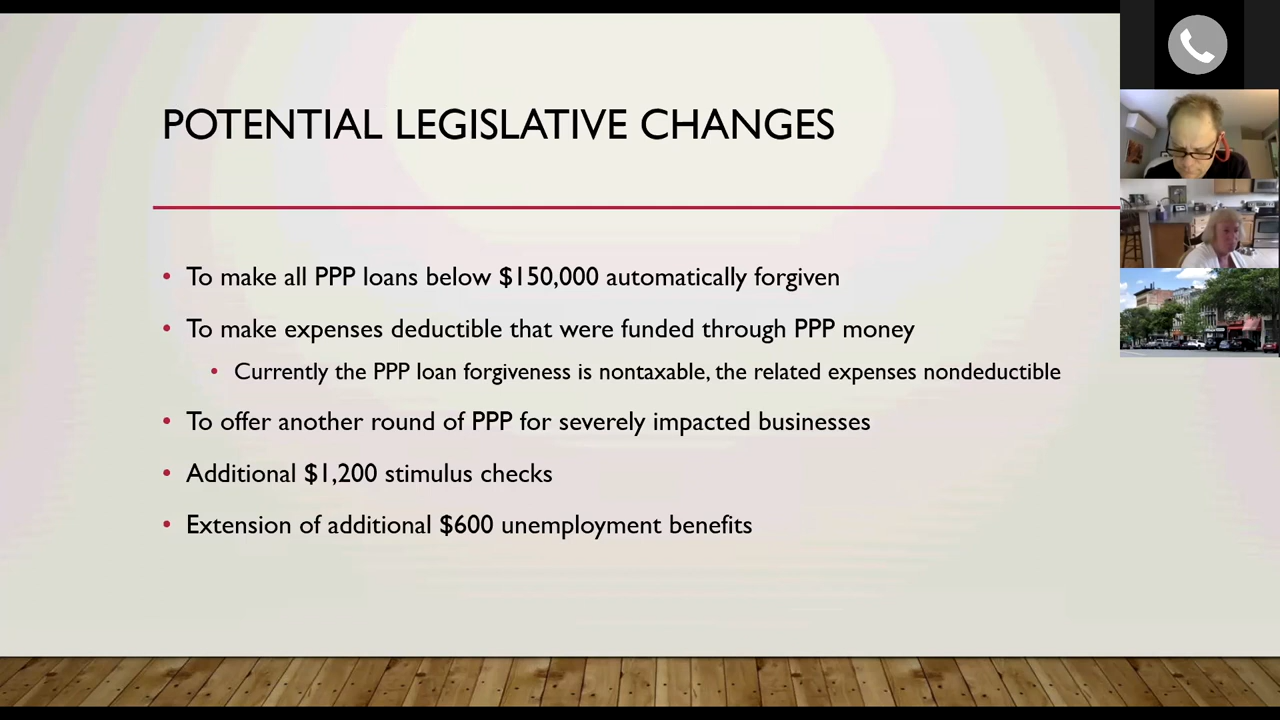 POTENTIAL LEGISLATIVE CHANGES
• To make all PPP loans below $150,000 automatically forgiven
• To make expenses deductible that were funded through PPP money
• Currently the PPP loan forgiveness is nontaxable, the related expenses nondeductible
• To offer another round of PPP for severely impacted businesses
• Additional $1,200 stimulus checks
• Extension of additional $600 unemployment benefits